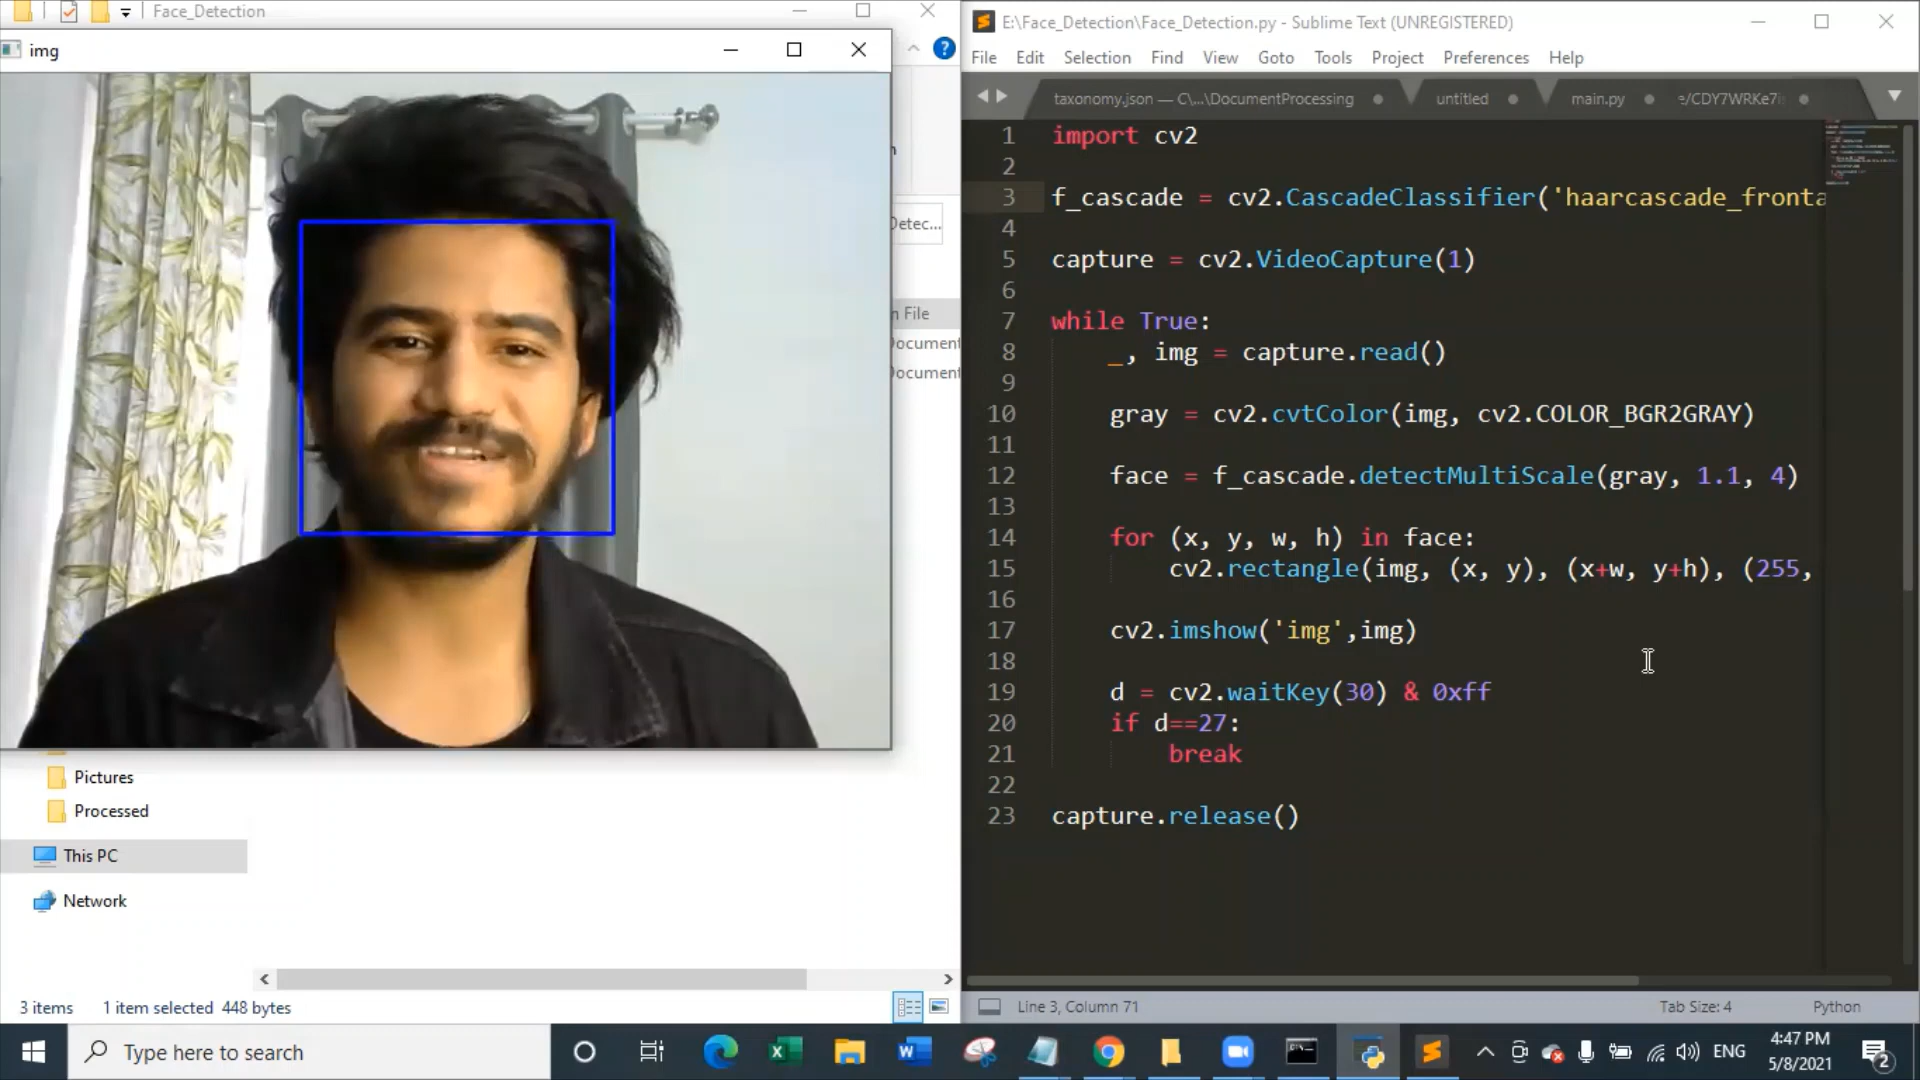 Face_Detection
img
Detec...
n File
Document
Document
Pictures
Processed
This PC
Network
3 items 1 item selected 448 bytes
E:\Face_Detection\Face_Detection.py - Sublime Text (UNREGISTERED)
File Edit Selection Find View Goto Tools Project Preferences Help
taxonomy.json — C\...\DocumentProcessing untitled main.py e/CDY7WRKe7i
1 import cv2
2
3 f_cascade = cv2.CascadeClassifier('haarcascade_fronta
4
5 capture = cv2.VideoCapture(1)
6
7 while True:
8 _, img = capture.read()
9
10 gray = cv2.cvtColor(img, cv2.COLOR_BGR2GRAY)
11
12 face = f_cascade.detectMultiScale(gray, 1.1, 4)
13
14 for (x, y, w, h) in face:
15 cv2.rectangle(img, (x, y), (x+w, y+h), (255,
16
17 cv2.imshow('img',img)
18
19 d = cv2.waitKey(30) & 0xff
20 if d==27:
21 break
22
23 capture.release()
Line 3, Column 71 Tab Size: 4 Python
Type here to search
ENG
4:47 PM
5/8/2021
2